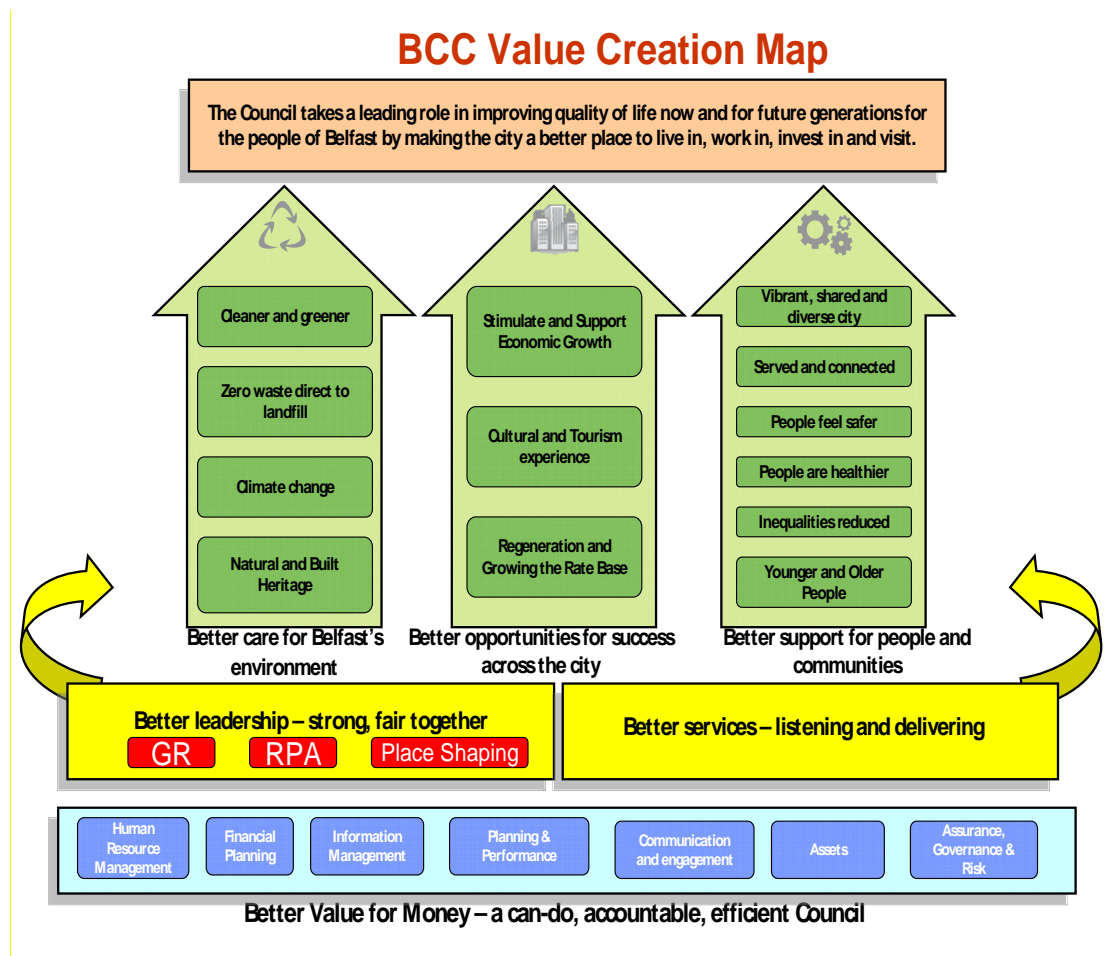 BCC Value Creation Map
The Council takes a leading role in improving quality of life now and for future generations for
the people of Belfast by making the city a better place to live in, work in, invest in and visit.
Cleaner and greener
Zero waste direct to
landfill
Climate change
Natural and Built
Heritage
Better care for Belfast's
environment
Stimulate and Support
Economic Growth
Cultural and Tourism
experience
Regeneration and
Growing the Rate Base
Better opportunities for success
across the city
Vibrant, shared and
diverse city
Served and connected
People feel safer
People are healthier
Inequalities reduced
Younger and Older
People
Better support for people and
communities
Better leadership – strong, fair together
GR
RPA
Place Shaping
Better services – listening and delivering
Human
Resource
Management
Financial
Planning
Information
Management
Planning &
Performance
Communication
and engagement
Assets
Assurance,
Governance &
Risk
Better Value for Money – a can-do, accountable, efficient Council